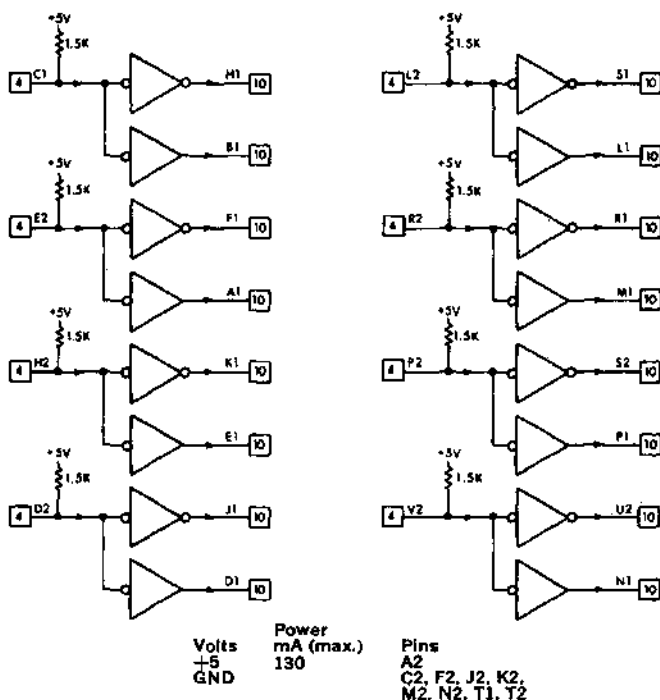 +5V +5V
1.5K 1.5K
4 C1 H1 10 4 L2 S1 10
B1 10 L1 10
+5V +5V
1.5K 1.5K
4 E2 F1 10 4 R2 R1 10
A1 10 M1 10
+5V +5V
1.5K 1.5K
4 H2 K1 10 4 P2 S2 10
E1 10 P1 10
+5V +5V
1.5K 1.5K
4 D2 J1 10 4 V2 U2 10
D1 10 N1 10
Power
Volts mA (max.) Pins
+5 130 A2
GND C2, F2, J2, K2,
M2, N2, T1, T2